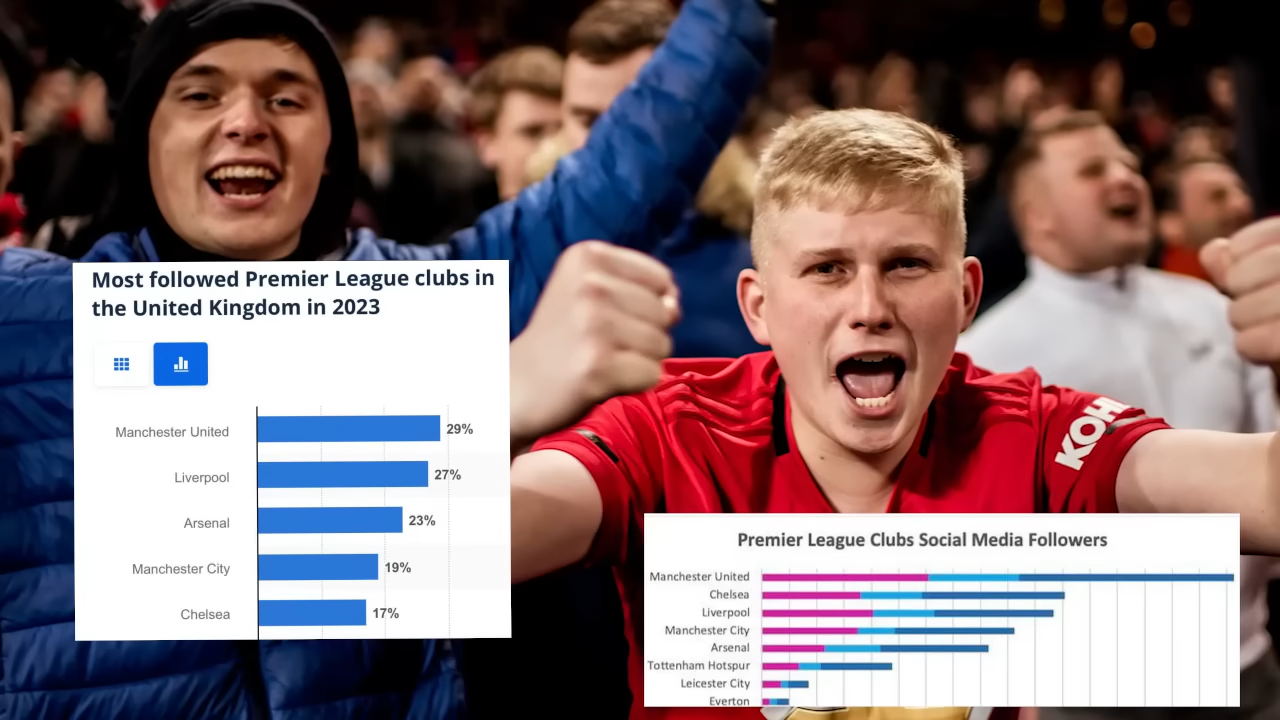 Most followed Premier League clubs in
the United Kingdom in 2023
Manchester United 29%
Liverpool 27%
Arsenal 23%
Manchester City 19%
Chelsea 17%
KOHL
Premier League Clubs Social Media Followers
Manchester United
Chelsea
Liverpool
Manchester City
Arsenal
Tottenham Hotspur
Leicester City
Everton